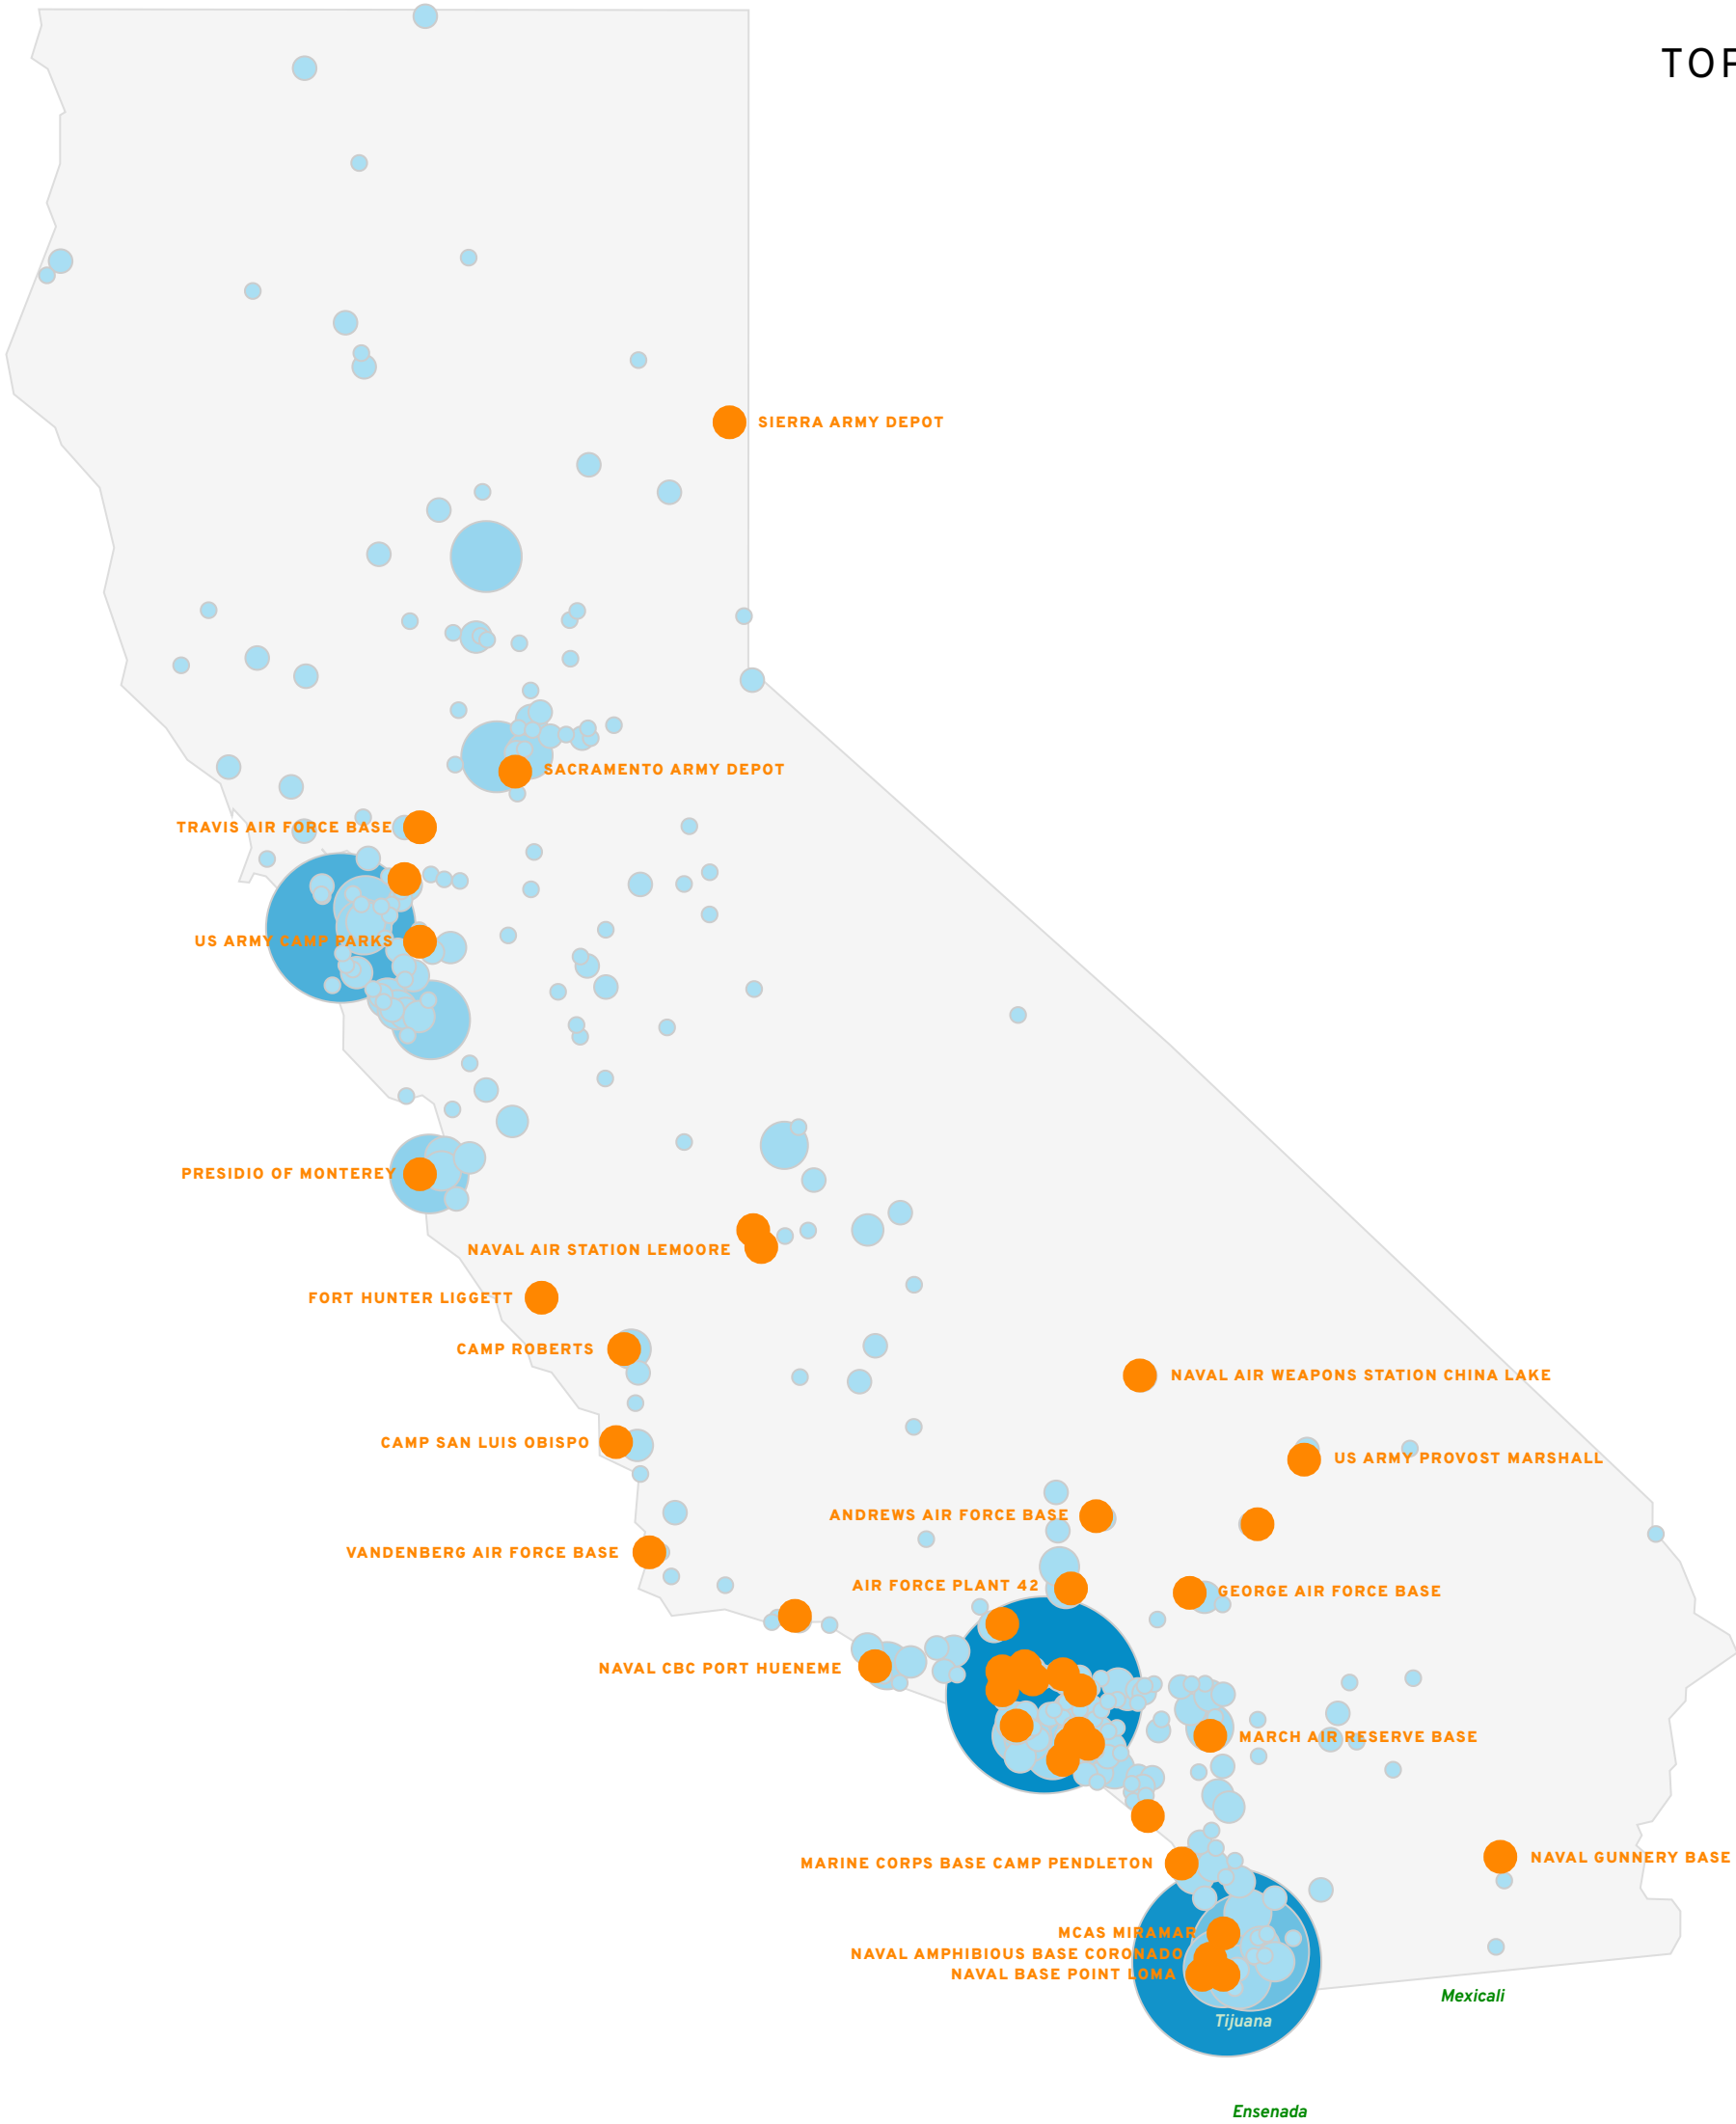 TOP
SIERRA ARMY DEPOT
SACRAMENTO ARMY DEPOT
TRAVIS AIR FORCE BASE
US ARMY CAMP PARKS
PRESIDIO OF MONTEREY
NAVAL AIR STATION LEMOORE
FORT HUNTER LIGGETT
CAMP ROBERTS
NAVAL AIR WEAPONS STATION CHINA LAKE
CAMP SAN LUIS OBISPO
US ARMY PROVOST MARSHALL
ANDREWS AIR FORCE BASE
VANDENBERG AIR FORCE BASE
AIR FORCE PLANT 42
GEORGE AIR FORCE BASE
NAVAL CBC PORT HUENEME
MARCH AIR RESERVE BASE
MARINE CORPS BASE CAMP PENDLETON
NAVAL GUNNERY BASE
MCAS MIRAMAR
NAVAL AMPHIBIOUS BASE CORONADO
NAVAL BASE POINT LOMA
Mexicali
Tijuana
Ensenada